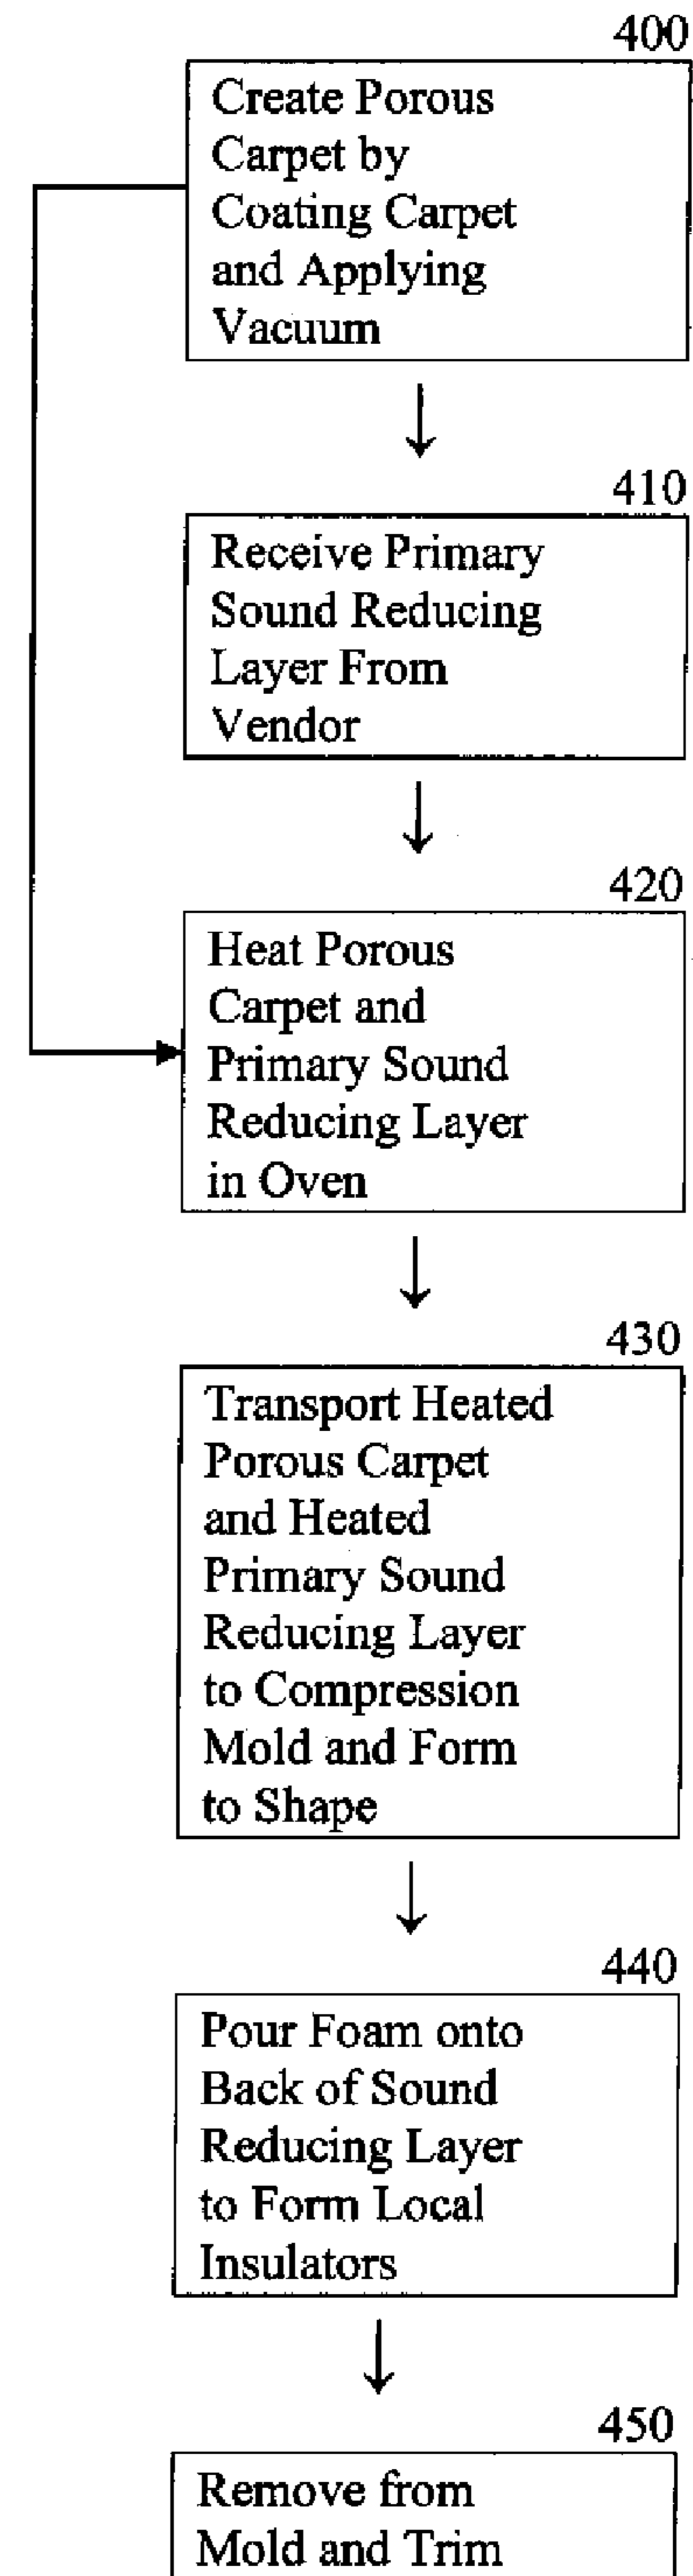 400
Create Porous
Carpet by
Coating Carpet
and Applying
Vacuum
410
Receive Primary
Sound Reducing
Layer From
Vendor
420
Heat Porous
Carpet and
Primary Sound
Reducing Layer
in Oven
430
Transport Heated
Porous Carpet
and Heated
Primary Sound
Reducing Layer
to Compression
Mold and Form
to Shape
440
Pour Foam onto
Back of Sound
Reducing Layer
to Form Local
Insulators
450
Remove from
Mold and Trim